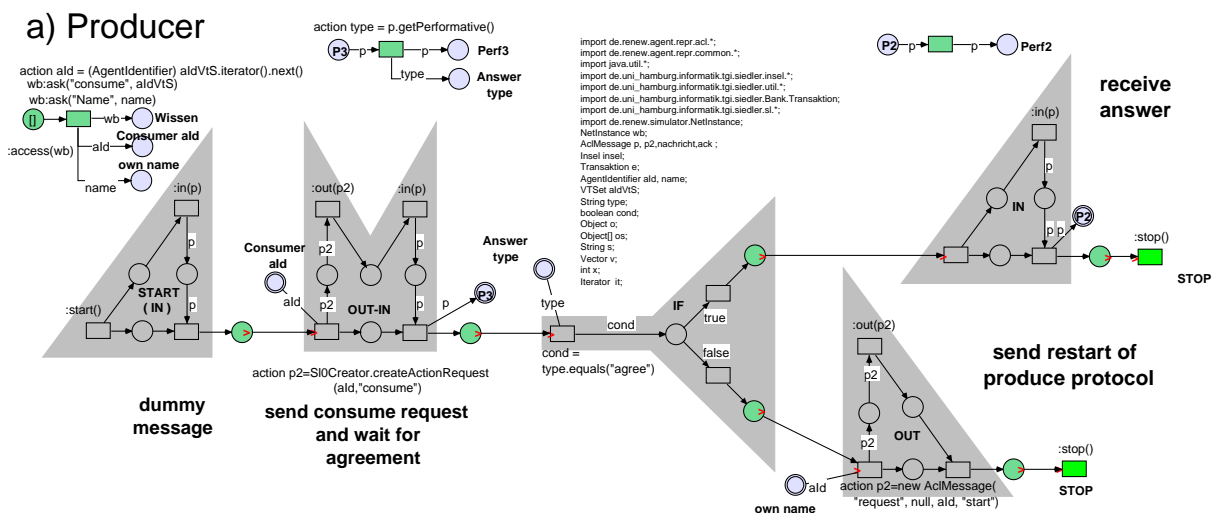 a) Producer
action type = p.getPerformative()
P3
p
p
Perf3
type
Answer
type
import de.renew.agent.repr.acl.*;
import de.renew.agent.repr.common.*;
import java.util.*;
import de.uni_hamburg.informatik.tgi.siedler.insel.*;
import de.uni_hamburg.informatik.tgi.siedler.util.*;
import de.uni_hamburg.informatik.tgi.siedler.Bank.Transaktion;
import de.uni_hamburg.informatik.tgi.siedler.sl.*;
import de.renew.simulator.NetInstance;
NetInstance wb;
AclMessage p, p2,nachricht,ack ;
Insel insel;
Transaktion e;
AgentIdentifier aId, name;
VTSet aIdVtS;
String type;
boolean cond;
Object o;
Object[] os;
String s;
Vector v;
int x;
Iterator it;
P2
p
p
Perf2
action aId = (AgentIdentifier) aIdVtS.iterator().next()
wb:ask("consume", aIdVtS)
wb:ask("Name", name)
[]
wb
Wissen
Consumer aId
:access(wb)
aId
own name
name
:in(p)
p
p
START
( IN )
:start()
dummy
message
:out(p2)
:in(p)
p2
p
p2
p
Consumer
aId
aId
OUT-IN
p
P3
action p2=Sl0Creator.createActionRequest
(aId,"consume")
send consume request
and wait for
agreement
Answer
type
type
cond
cond =
type.equals("agree")
IF
true
false
receive
answer
:in(p)
p
IN
P2
p p
:stop()
STOP
:out(p2)
p2
p2
OUT
send restart of
produce protocol
:stop()
STOP
aId
own name
action p2=new AclMessage(
"request", null, aId, "start")